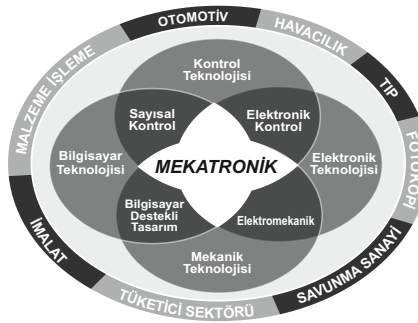 OTOMOTİV
HAVACILIK
TIP
FOTOKOPİ
SAVUNMA SANAYİ
TÜKETİCİ SEKTÖRÜ
İMALAT
MALZEME İŞLEME
Kontrol
Teknolojisi
Sayısal
Kontrol
Elektronik
Kontrol
Bilgisayar
Teknolojisi
MEKATRONİK
Elektronik
Teknolojisi
Bilgisayar
Destekli
Tasarım
Elektromekanik
Mekanik
Teknolojisi